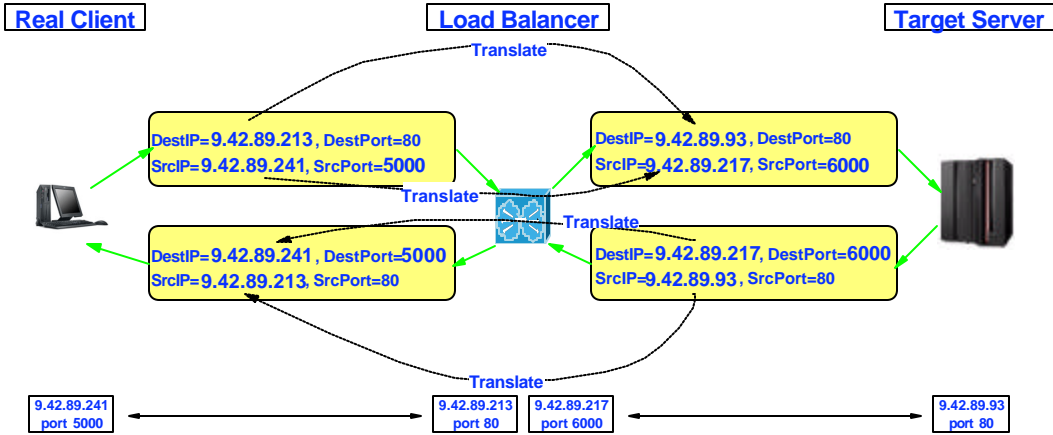 Real Client
Load Balancer
Target Server
Translate
DestIP=9.42.89.213, DestPort=80
SrcIP=9.42.89.241, SrcPort=5000
DestIP=9.42.89.93, DestPort=80
SrcIP=9.42.89.217, SrcPort=6000
Translate
Translate
DestIP=9.42.89.241, DestPort=5000
SrcIP=9.42.89.213, SrcPort=80
DestIP=9.42.89.217, DestPort=6000
SrcIP=9.42.89.93, SrcPort=80
Translate
9.42.89.241
port 5000
9.42.89.213
port 80
9.42.89.217
port 6000
9.42.89.93
port 80